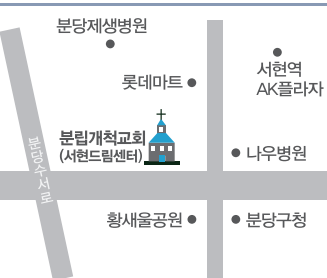 분당제생병원
서현역
AK플라자
롯데마트
분립개척교회
(서현드림센터)
나우병원
분당수서로
황새울공원
분당구청